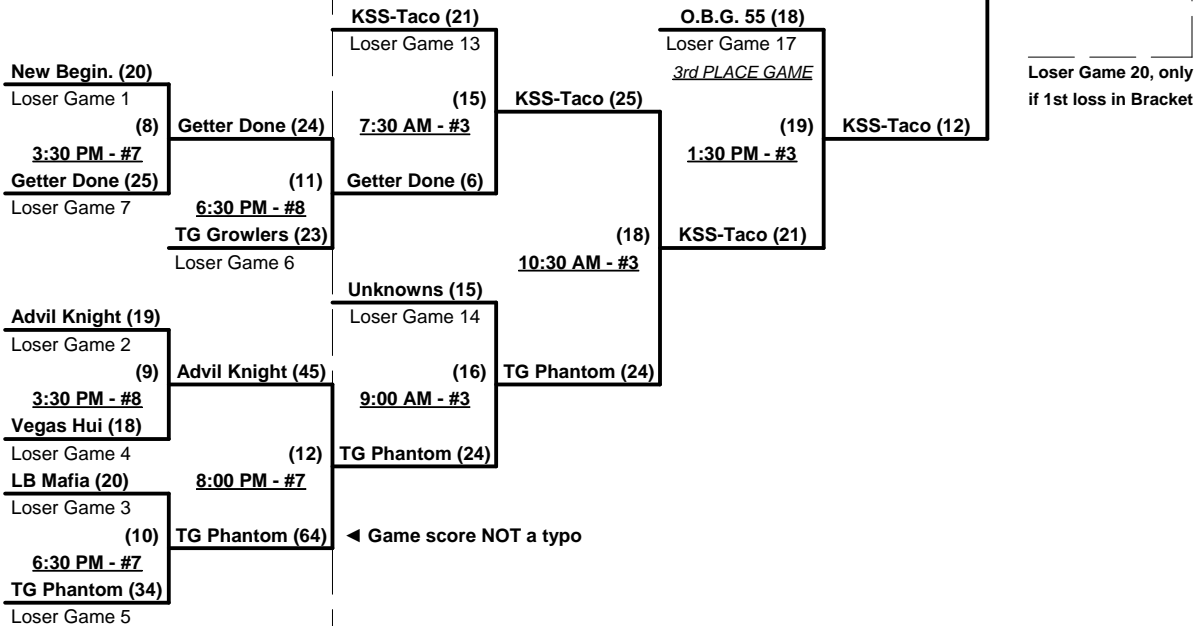 KSS-Taco (21)
O.B.G. 55 (18)
Loser Game 13
Loser Game 17
New Begin. (20)
3rd PLACE GAME
Loser Game 20, only
Loser Game 1
(15)
KSS-Taco (25)
if 1st loss in Bracket
(8)
Getter Done (24)
7:30 AM - #3
(19)
KSS-Taco (12)
3:30 PM - #7
1:30 PM - #3
Getter Done (25)
(11)
Getter Done (6)
Loser Game 7
6:30 PM - #8
TG Growlers (23)
(18)
KSS-Taco (21)
Loser Game 6
10:30 AM - #3
Unknowns (15)
Advil Knight (19)
Loser Game 14
Loser Game 2
(9)
Advil Knight (45)
(16)
TG Phantom (24)
3:30 PM - #8
9:00 AM - #3
Vegas Hui (18)
Loser Game 4
(12)
TG Phantom (24)
LB Mafia (20)
8:00 PM - #7
Loser Game 3
(10)
TG Phantom (64)
◄ Game score NOT a typo
6:30 PM - #7
TG Phantom (34)
Loser Game 5